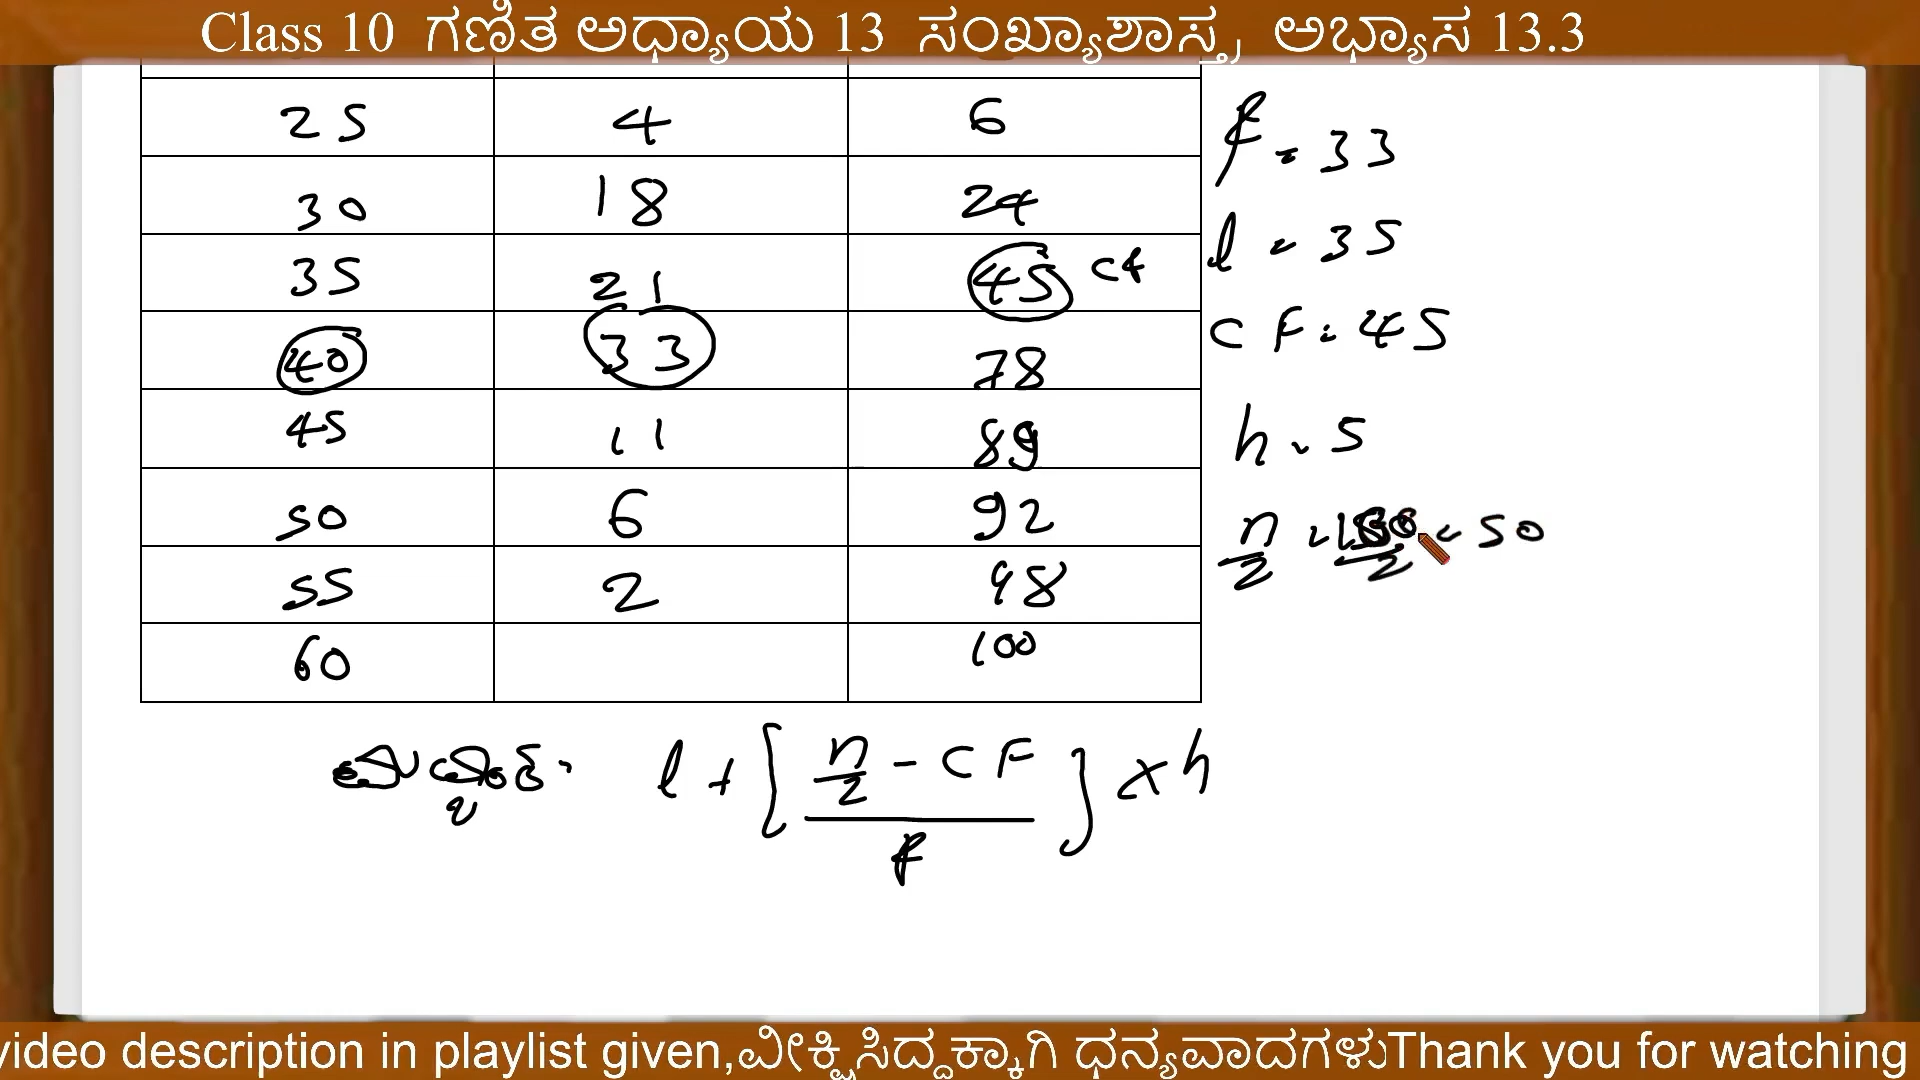 Class 10 ಗಣಿತ ಅಧ್ಯಾಯ 13 ಸಂಖ್ಯಾಶಾಸ್ತ್ರ, ಅಭ್ಯಾಸ 13.3
25 4 6
30 18 24
35 21 45 cf
40 33 78
45 11 89
50 6 92
55 2 98
60 100
f = 33
l = 35
CF = 45
h = 5
n/2 = 100/2 = 50
l + [ (n/2 - CF) / f ] × h
video description in playlist given,ವೀಕ್ಷಿಸಿದ್ದಕ್ಕಾಗಿ ಧನ್ಯವಾದಗಳುThank you for watching